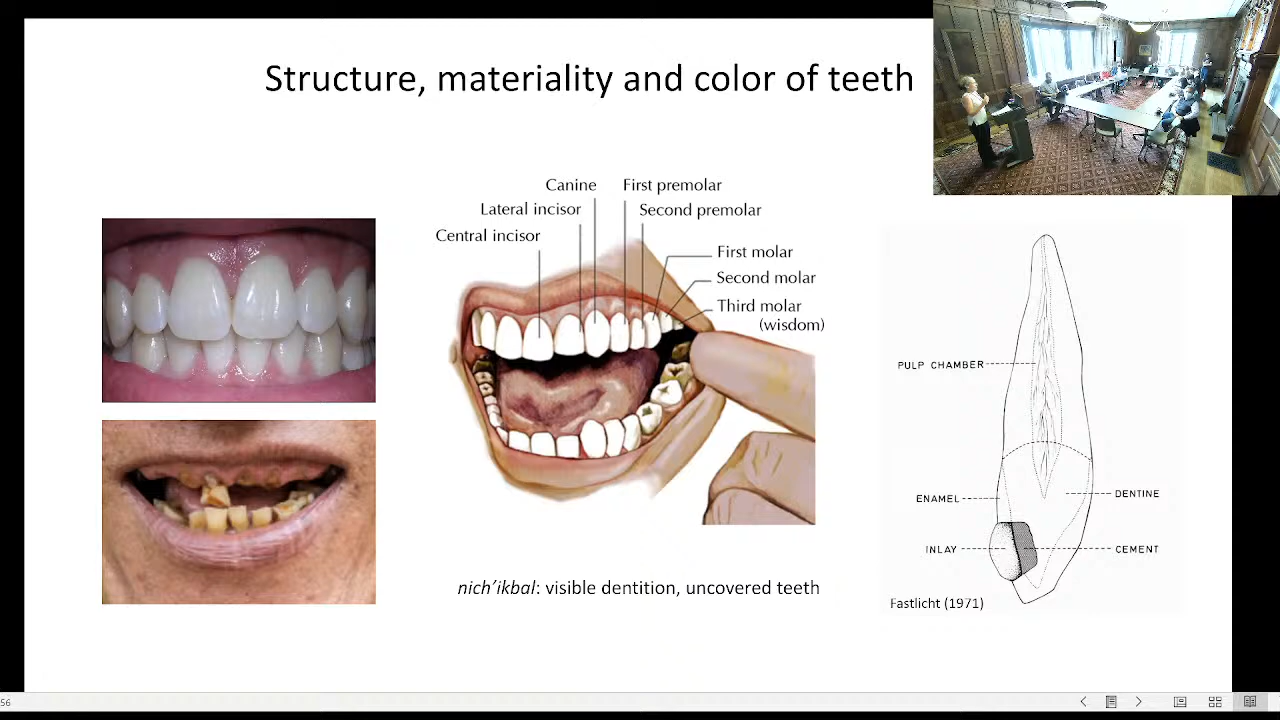 Structure, materiality and color of teeth
Canine
First premolar
Lateral incisor
Second premolar
Central incisor
First molar
Second molar
Third molar
(wisdom)
PULP CHAMBER
ENAMEL
DENTINE
INLAY
CEMENT
nich’ikbal: visible dentition, uncovered teeth
Fastlicht (1971)
56